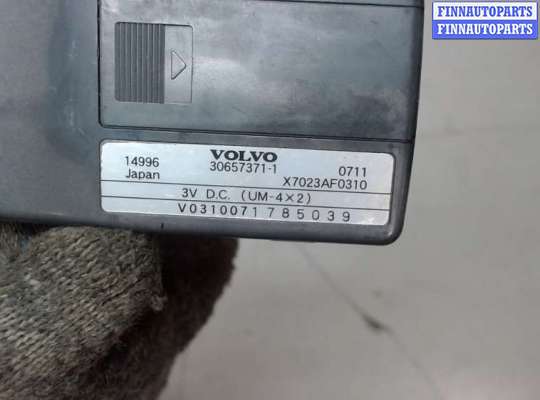 FINNAUTOPARTS
FINNAUTOPARTS
14996 VOLVO 0711
Japan 30657371-1 X7023AF0310
3V D.C. (UM-4×2)
V0310071785039